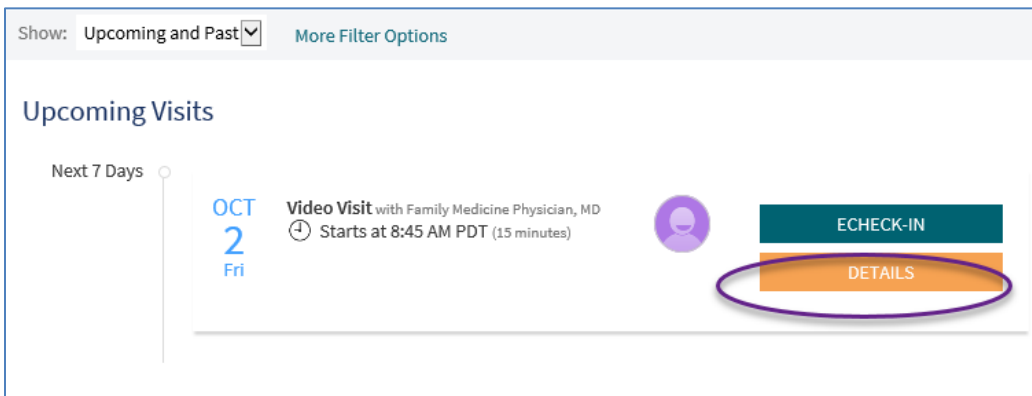 Show: Upcoming and Past More Filter Options
Upcoming Visits
Next 7 Days
OCT
2
Fri
Video Visit with Family Medicine Physician, MD
Starts at 8:45 AM PDT (15 minutes)
ECHECK-IN
DETAILS